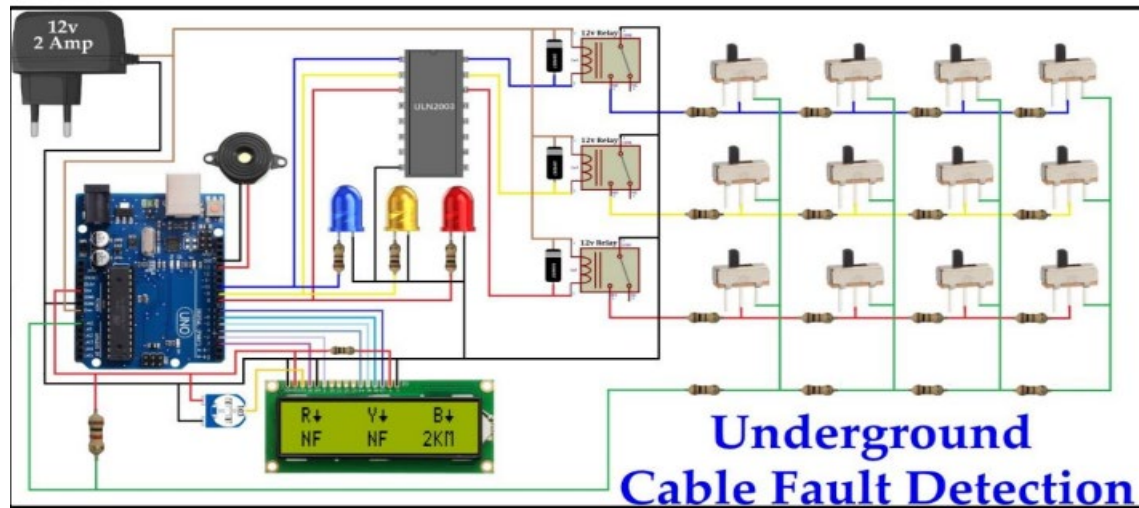 12v
2 Amp
12v Relay
ULN2003
12v Relay
12v Relay
UNO
R↓ Y↓ B↓
NF NF 2KM
Underground
Cable Fault Detection